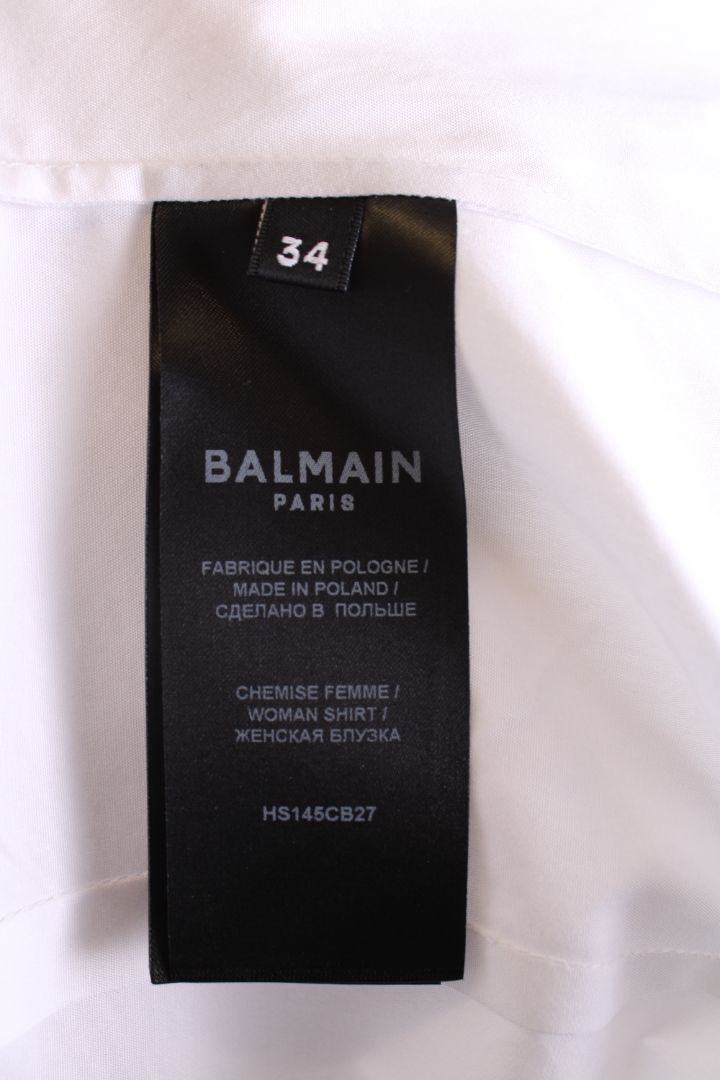 34
BALMAIN
PARIS
FABRIQUE EN POLOGNE /
MADE IN POLAND /
СДЕЛАНО В ПОЛЬШЕ
CHEMISE FEMME /
WOMAN SHIRT /
ЖЕНСКАЯ БЛУЗКА
HS145CB27